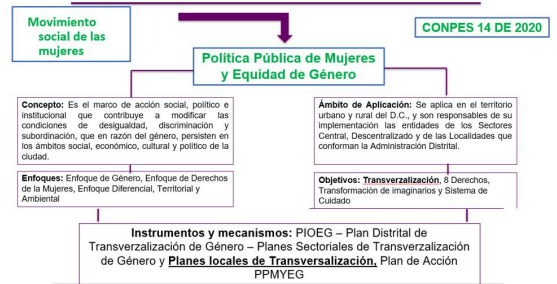 Movimiento
social de las
mujeres
CONPES 14 DE 2020
Política Pública de Mujeres
y Equidad de Género
Concepto: Es el marco de acción social, político e
institucional que contribuye a modificar las
condiciones de desigualdad, discriminación y
subordinación, que en razón del género, persisten en
los ámbitos social, económico, cultural y político de la
ciudad.
Ámbito de Aplicación: Se aplica en el territorio
urbano y rural del D.C., y son responsables de su
implementación las entidades de los Sectores
Central, Descentralizado y de las Localidades que
conforman la Administración Distrital.
Enfoques: Enfoque de Género, Enfoque de Derechos
de la Mujeres, Enfoque Diferencial, Territorial y
Ambiental
Objetivos: Transverzalización, 8 Derechos,
Transformación de imaginarios y Sistema de
Cuidado
Instrumentos y mecanismos: PIOEG – Plan Distrital de
Transverzalización de Género – Planes Sectoriales de Transverzalización
de Género y Planes locales de Transversalización, Plan de Acción
PPMYEG